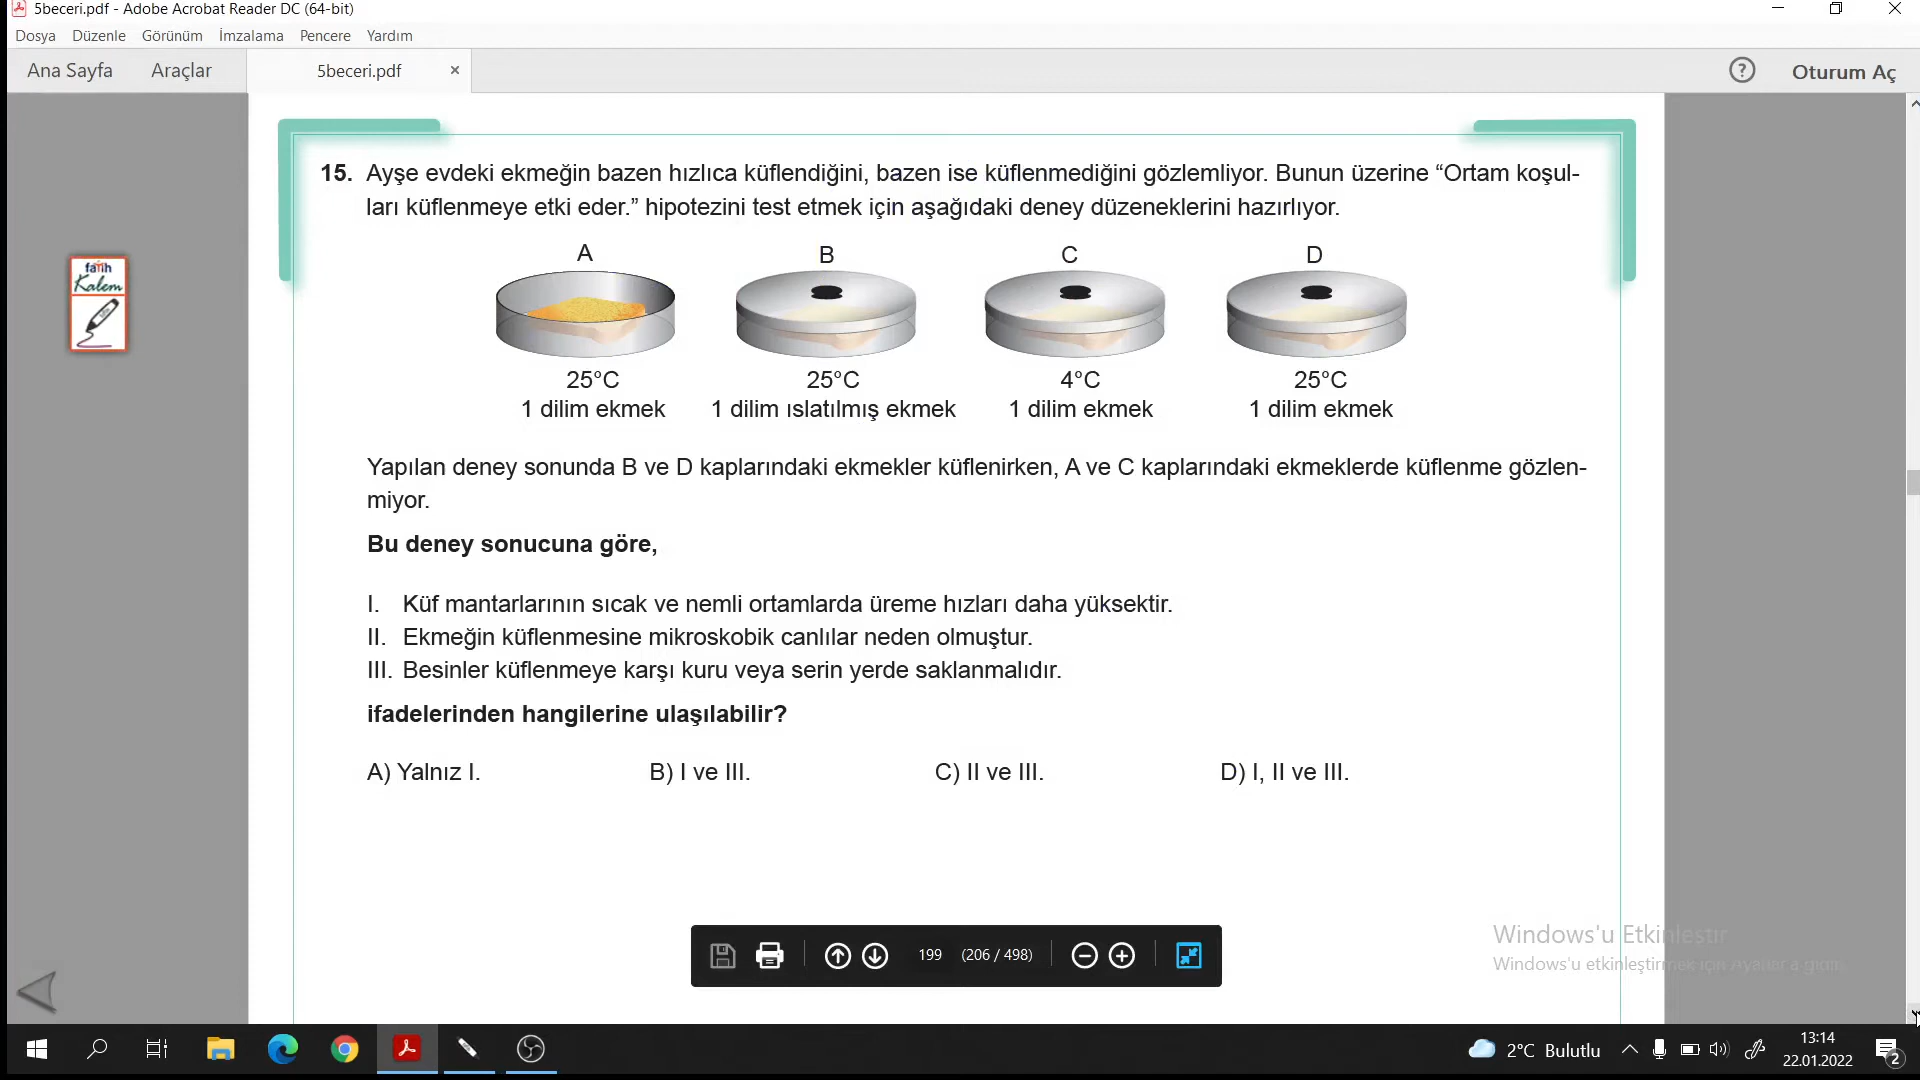 5beceri.pdf - Adobe Acrobat Reader DC (64-bit)
Dosya Düzenle Görünüm İmzalama Pencere Yardım
Ana Sayfa Araçlar 5beceri.pdf × ? Oturum Aç
fatih
Kalem
15. Ayşe evdeki ekmeğin bazen hızlıca küflendiğini, bazen ise küflenmediğini gözlemliyor. Bunun üzerine “Ortam koşul-
ları küflenmeye etki eder.” hipotezini test etmek için aşağıdaki deney düzeneklerini hazırlıyor.
A B C D
25°C 25°C 4°C 25°C
1 dilim ekmek 1 dilim ıslatılmış ekmek 1 dilim ekmek 1 dilim ekmek
Yapılan deney sonunda B ve D kaplarındaki ekmekler küflenirken, A ve C kaplarındaki ekmeklerde küflenme gözlen-
miyor.
Bu deney sonucuna göre,
I. Küf mantarlarının sıcak ve nemli ortamlarda üreme hızları daha yüksektir.
II. Ekmeğin küflenmesine mikroskobik canlılar neden olmuştur.
III. Besinler küflenmeye karşı kuru veya serin yerde saklanmalıdır.
ifadelerinden hangilerine ulaşılabilir?
A) Yalnız I. B) I ve III. C) II ve III. D) I, II ve III.
Windows'u Etkinleştir
Windows'u etkinleştirmek için Ayarlar'a gidin.
199 (206 / 498)
2°C Bulutlu
13:14
22.01.2022
2